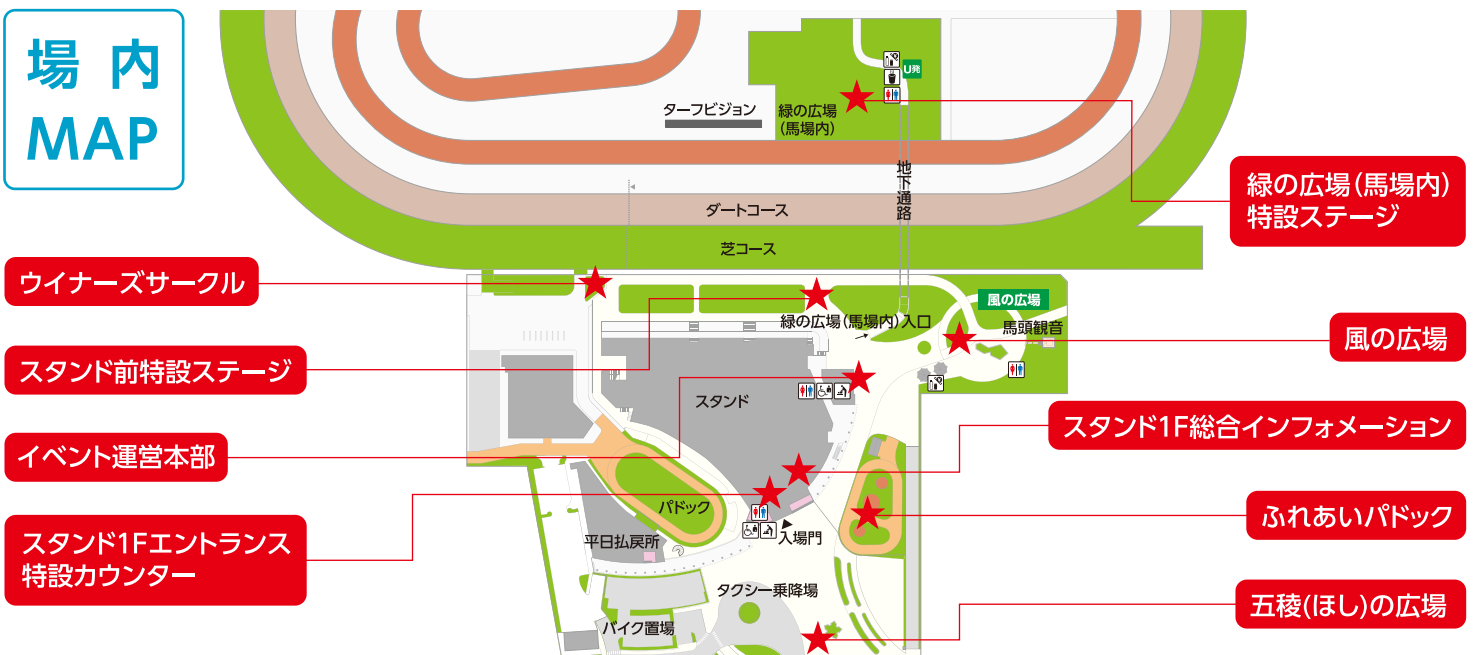 場内
MAP
ターフビジョン
緑の広場
(馬場内)
U発
地下通路
ダートコース
芝コース
緑の広場(馬場内)
特設ステージ
ウイナーズサークル
風の広場
緑の広場(馬場内)入口
馬頭観音
風の広場
スタンド前特設ステージ
スタンド
スタンド1F総合インフォメーション
イベント運営本部
パドック
ふれあいパドック
スタンド1Fエントランス
特設カウンター
平日払戻所
入場門
タクシー乗降場
五稜(ほし)の広場
バイク置場